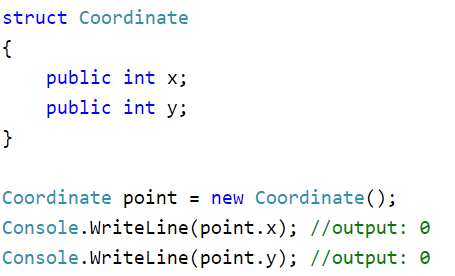 struct Coordinate
{
    public int x;
    public int y;
}
Coordinate point = new Coordinate();
Console.WriteLine(point.x); //output: 0
Console.WriteLine(point.y); //output: 0